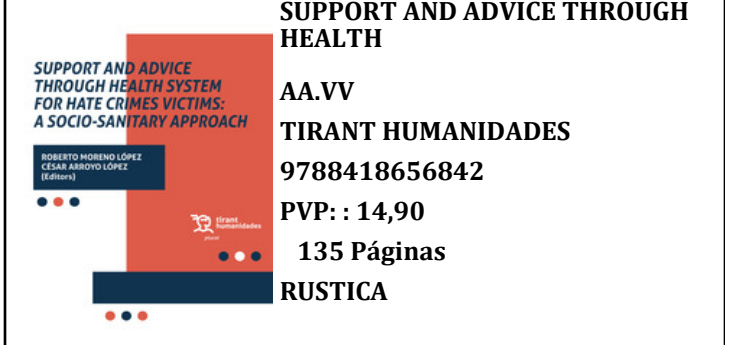 SUPPORT AND ADVICE
THROUGH HEALTH SYSTEM
FOR HATE CRIMES VICTIMS:
A SOCIO-SANITARY APPROACH
ROBERTO MORENO LÓPEZ
CÉSAR ARROYO LÓPEZ
(Editors)
tirant
humanidades
plural
SUPPORT AND ADVICE THROUGH
HEALTH
AA.VV
TIRANT HUMANIDADES
9788418656842
PVP: : 14,90
135 Páginas
RUSTICA